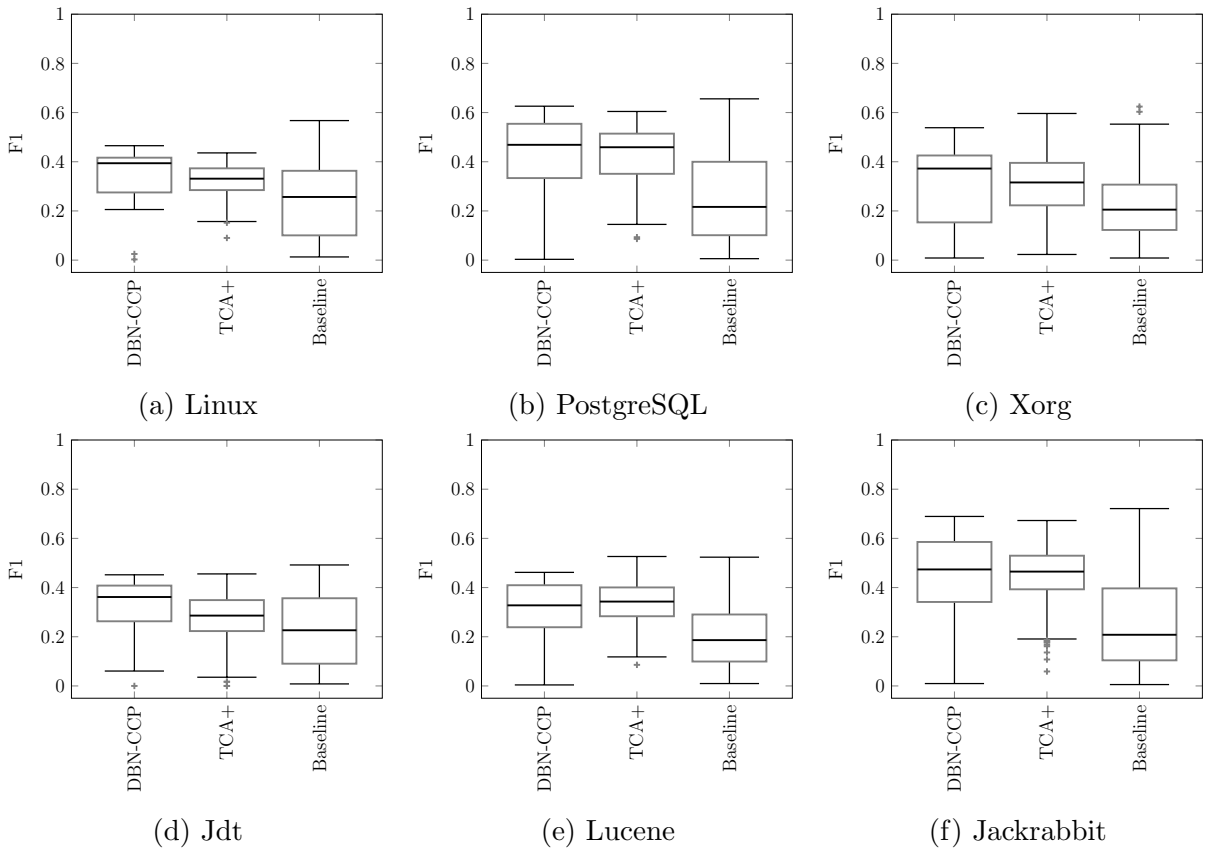 1
0.8
0.6
0.4
0.2
0
F1
DBN-CCP
TCA+
Baseline
(a) Linux
1
0.8
0.6
0.4
0.2
0
F1
DBN-CCP
TCA+
Baseline
(b) PostgreSQL
1
0.8
0.6
0.4
0.2
0
F1
DBN-CCP
TCA+
Baseline
(c) Xorg
1
0.8
0.6
0.4
0.2
0
F1
DBN-CCP
TCA+
Baseline
(d) Jdt
1
0.8
0.6
0.4
0.2
0
F1
DBN-CCP
TCA+
Baseline
(e) Lucene
1
0.8
0.6
0.4
0.2
0
F1
DBN-CCP
TCA+
Baseline
(f) Jackrabbit